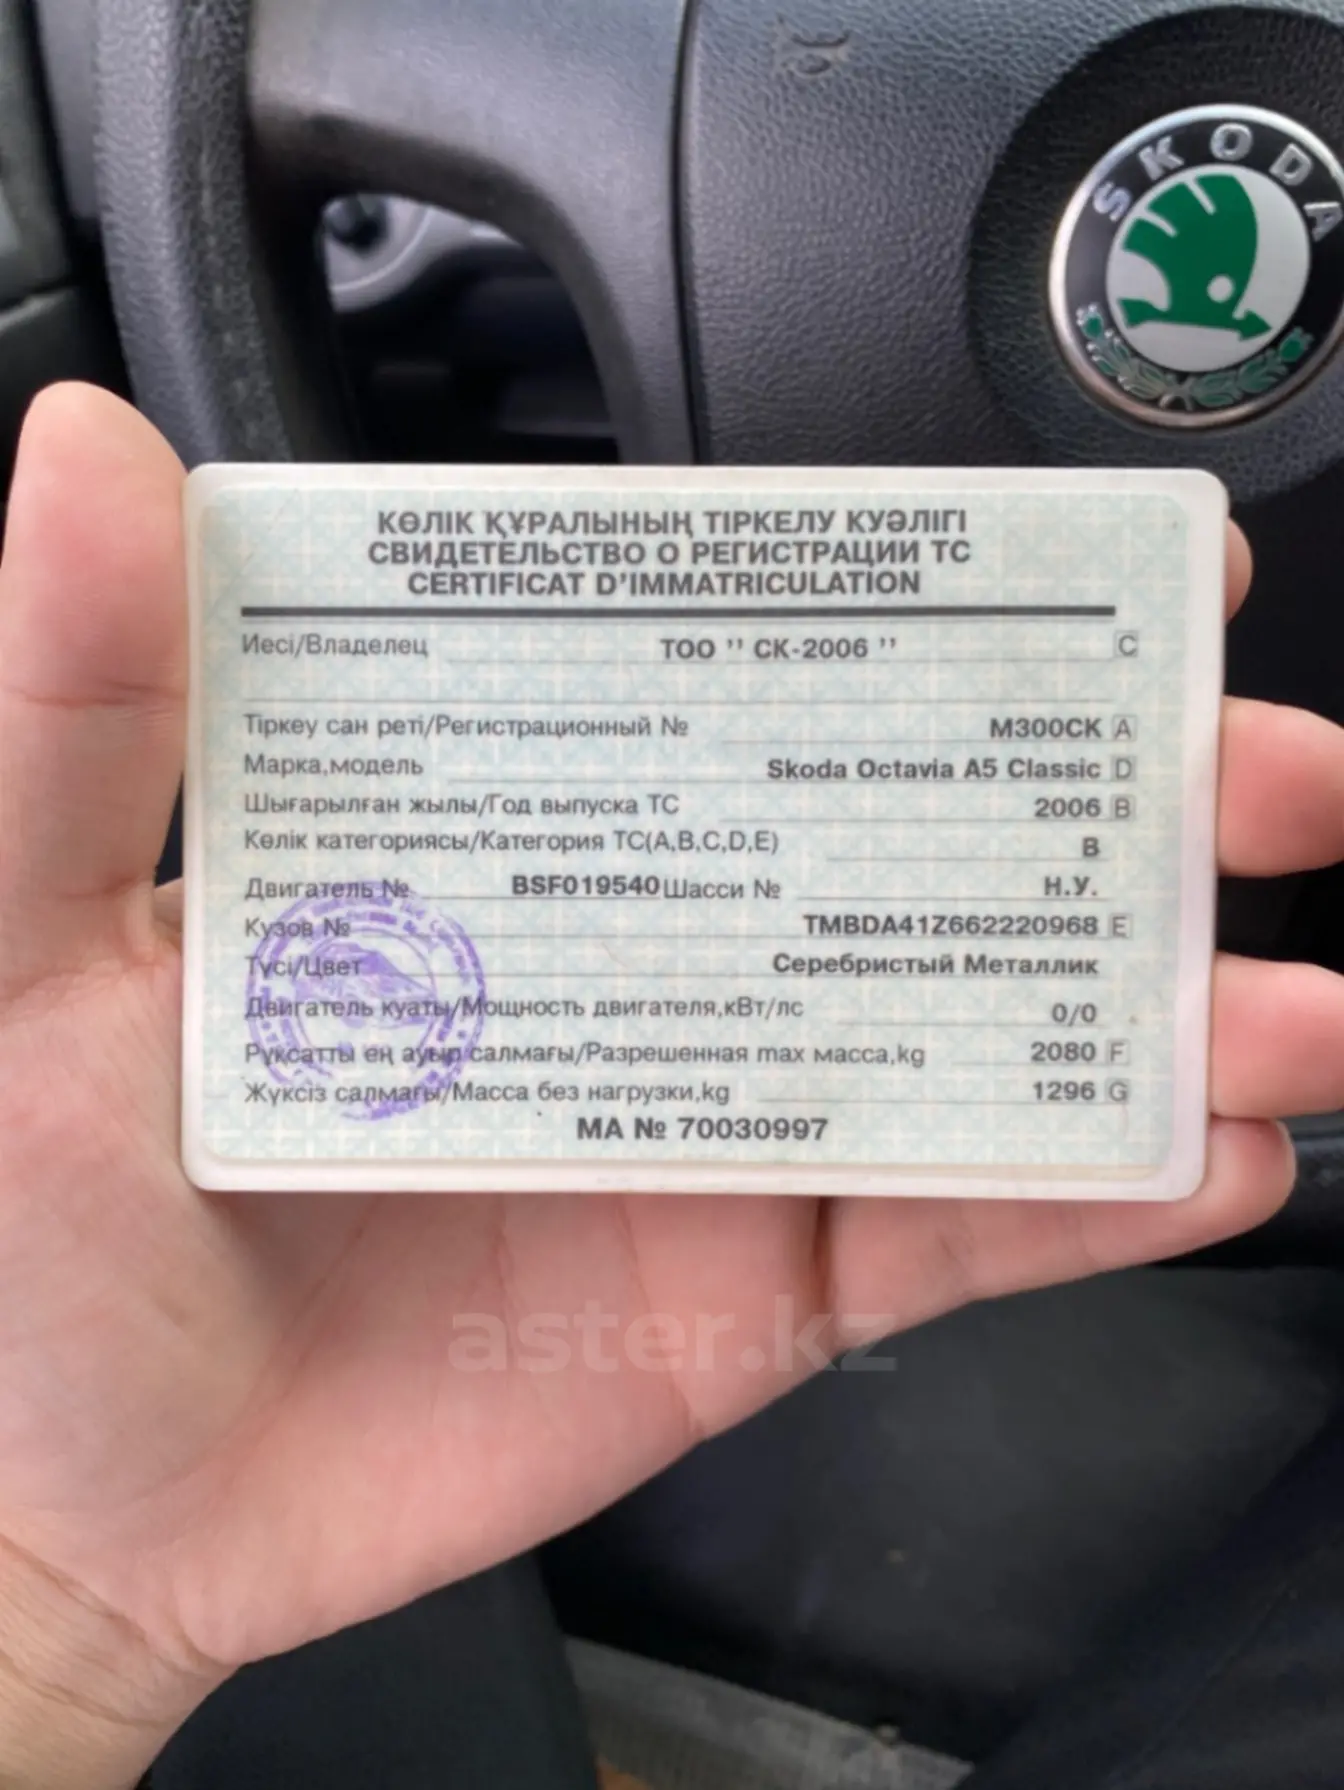 SKODA
КӨЛІК ҚҰРАЛЫНЫҢ ТІРКЕЛУ КУӘЛІГІ
СВИДЕТЕЛЬСТВО О РЕГИСТРАЦИИ ТС
CERTIFICAT D'IMMATRICULATION
Иесі/Владелец ТОО " СК-2006 " C
Тіркеу сан реті/Регистрационный № M300CK A
Марка,модель Skoda Octavia A5 Classic D
Шығарылған жылы/Год выпуска ТС 2006 B
Көлік категориясы/Категория ТС(A,B,C,D,E) B
Двигатель № BSF019540 Шасси № Н.У.
Кузов № TMBDA41Z662220968 E
Түсі/Цвет Серебристый Металлик
Двигатель куаты/Мощность двигателя,кВт/лс 0/0
Рұқсатты ең ауыр салмағы/Разрешенная max масса,kg 2080 F
Жүксіз салмағы/Масса без нагрузки,kg 1296 G
MA № 70030997
aster.kz